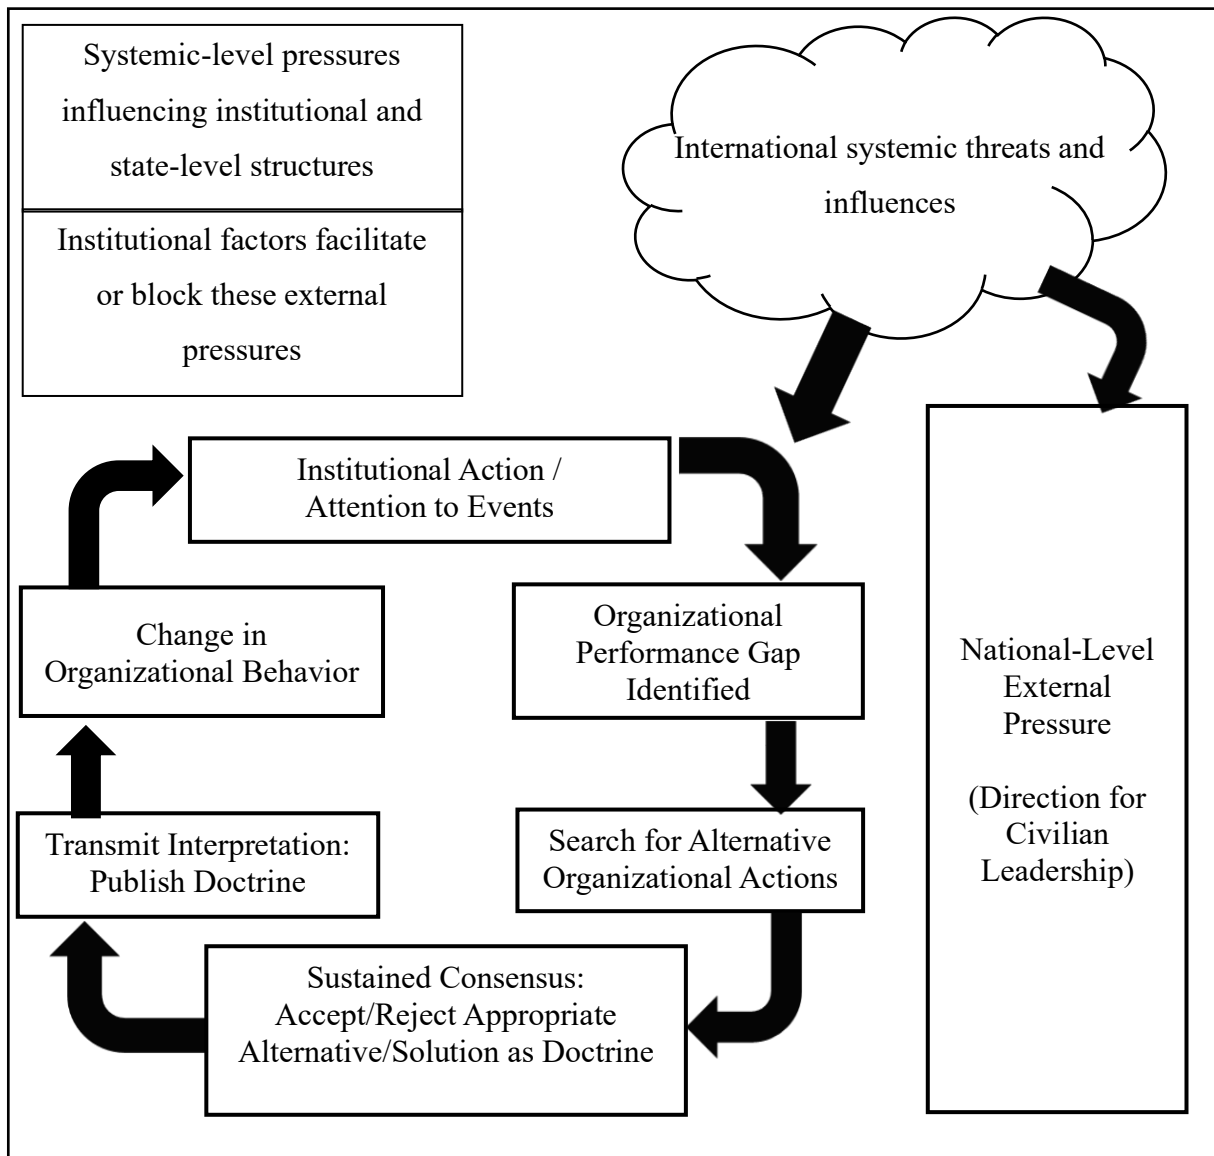 Systemic-level pressures
influencing institutional and
state-level structures
Institutional factors facilitate
or block these external
pressures
International systemic threats and
influences
Institutional Action /
Attention to Events
Organizational
Performance Gap
Identified
Search for Alternative
Organizational Actions
Sustained Consensus:
Accept/Reject Appropriate
Alternative/Solution as Doctrine
Transmit Interpretation:
Publish Doctrine
Change in
Organizational Behavior
National-Level
External
Pressure
(Direction for
Civilian
Leadership)